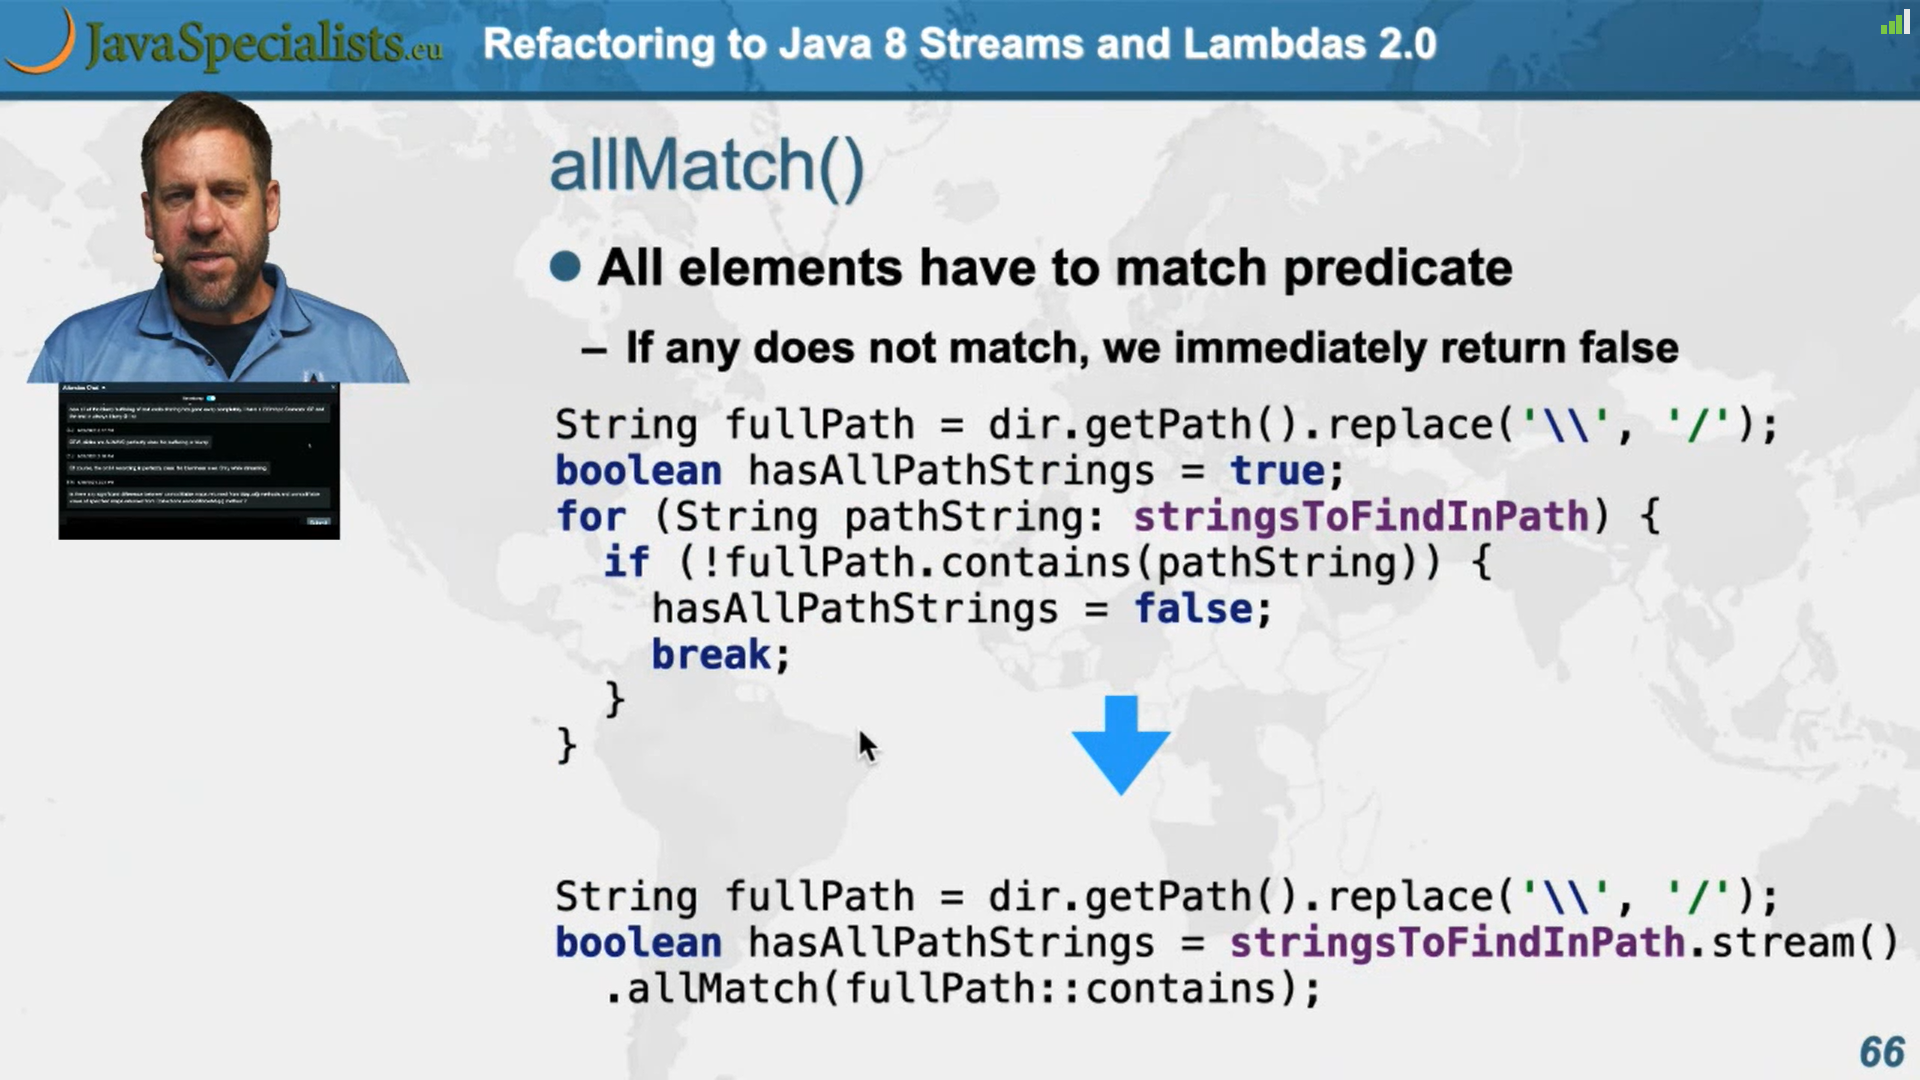 JavaSpecialists.eu
Refactoring to Java 8 Streams and Lambdas 2.0
allMatch()
All elements have to match predicate
– If any does not match, we immediately return false
String fullPath = dir.getPath().replace('\\', '/');
boolean hasAllPathStrings = true;
for (String pathString: stringsToFindInPath) {
if (!fullPath.contains(pathString)) {
hasAllPathStrings = false;
break;
}
}
String fullPath = dir.getPath().replace('\\', '/');
boolean hasAllPathStrings = stringsToFindInPath.stream()
.allMatch(fullPath::contains);
66